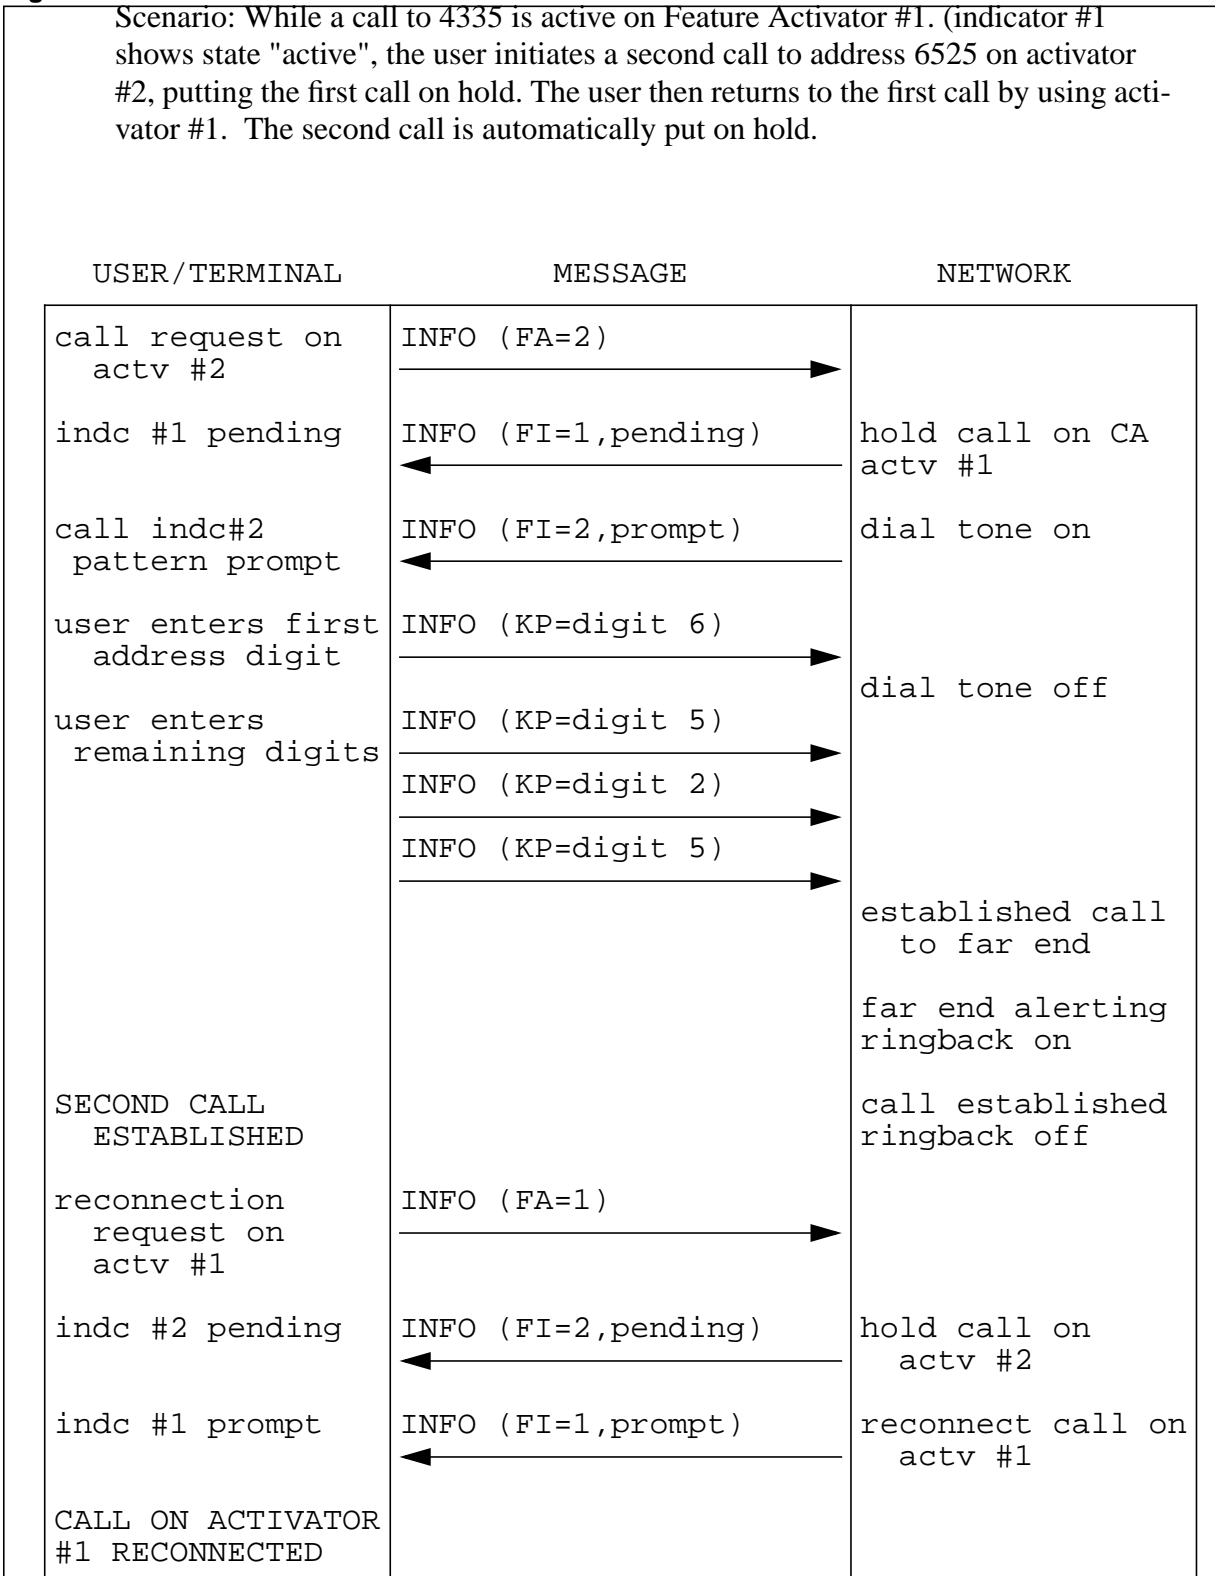 Scenario: While a call to 4335 is active on Feature Activator #1. (indicator #1
shows state "active", the user initiates a second call to address 6525 on activator
#2, putting the first call on hold. The user then returns to the first call by using acti-
vator #1.  The second call is automatically put on hold.
USER/TERMINAL MESSAGE NETWORK
call request on INFO (FA=2)
actv #2
indc #1 pending INFO (FI=1,pending) hold call on CA
actv #1
call indc#2 INFO (FI=2,prompt) dial tone on
pattern prompt
user enters first INFO (KP=digit 6)
address digit
dial tone off
user enters INFO (KP=digit 5)
remaining digits
INFO (KP=digit 2)
INFO (KP=digit 5)
established call
to far end
far end alerting
ringback on
SECOND CALL call established
ESTABLISHED ringback off
reconnection INFO (FA=1)
request on
actv #1
indc #2 pending INFO (FI=2,pending) hold call on
actv #2
indc #1 prompt INFO (FI=1,prompt) reconnect call on
actv #1
CALL ON ACTIVATOR
#1 RECONNECTED